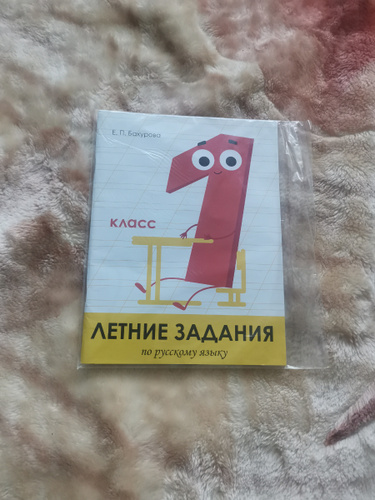 Е. П. Бахурова
1
класс
ЛЕТНИЕ ЗАДАНИЯ
по русскому языку